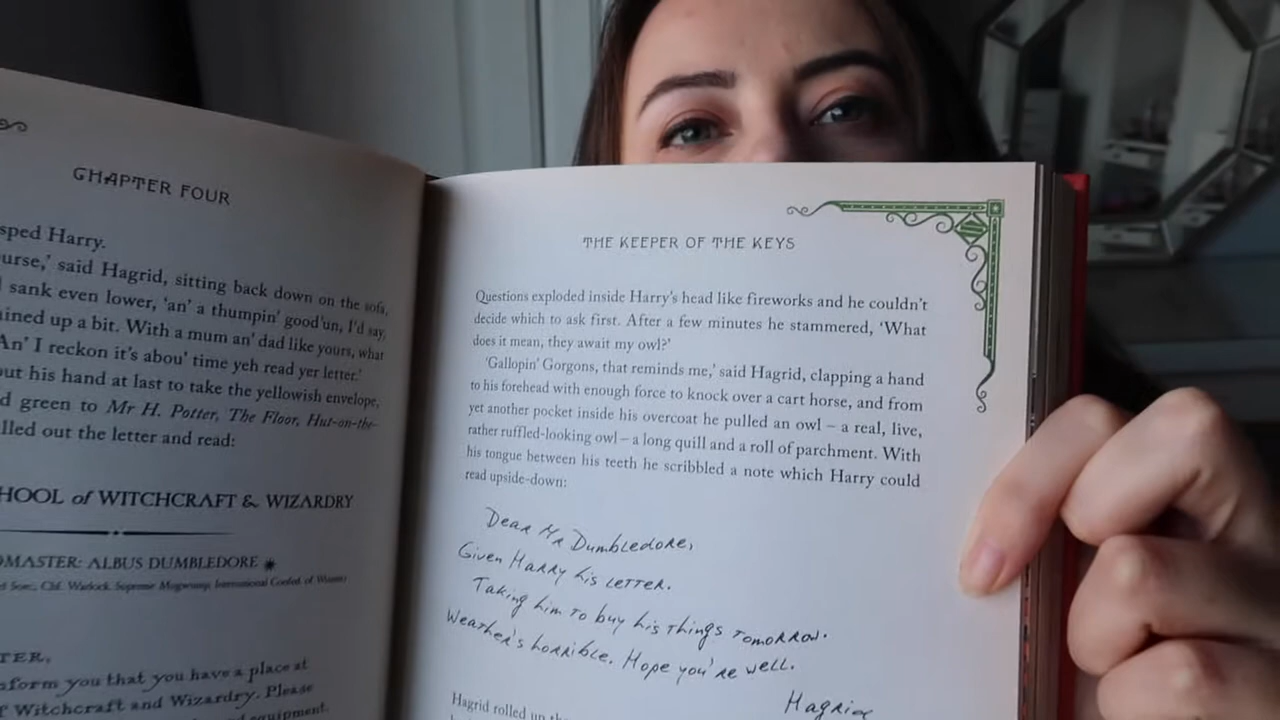 CHAPTER FOUR
sped Harry.
urse,' said Hagrid, sitting back down on the sofa,
sank even lower, 'an' a thumpin' good'un, I'd say,
ained up a bit. With a mum an' dad like yours, what
An' I reckon it's abou' time yeh read yer letter.'
out his hand at last to take the yellowish envelope,
d green to Mr H. Potter, The Floor, Hut-on-the-
lled out the letter and read:
HOOL of WITCHCRAFT & WIZARDRY
MASTER: ALBUS DUMBLEDORE
Sorc., Chf. Warlock, Supreme Mugwump, International Confed. of Wizards
TER,
nform you that you have a place at
f Witchcraft and Wizardry. Please
equipment.
THE KEEPER OF THE KEYS
Questions exploded inside Harry's head like fireworks and he couldn't
decide which to ask first. After a few minutes he stammered, 'What
does it mean, they await my owl?'
'Gallopin' Gorgons, that reminds me,' said Hagrid, clapping a hand
to his forehead with enough force to knock over a cart horse, and from
yet another pocket inside his overcoat he pulled an owl – a real, live,
rather ruffled-looking owl – a long quill and a roll of parchment. With
his tongue between his teeth he scribbled a note which Harry could
read upside-down:
Dear Mr Dumbledore,
Given Harry his letter.
Taking him to buy his things tomorrow.
Weather's horrible. Hope you're well.
Hagrid
Hagrid rolled up the